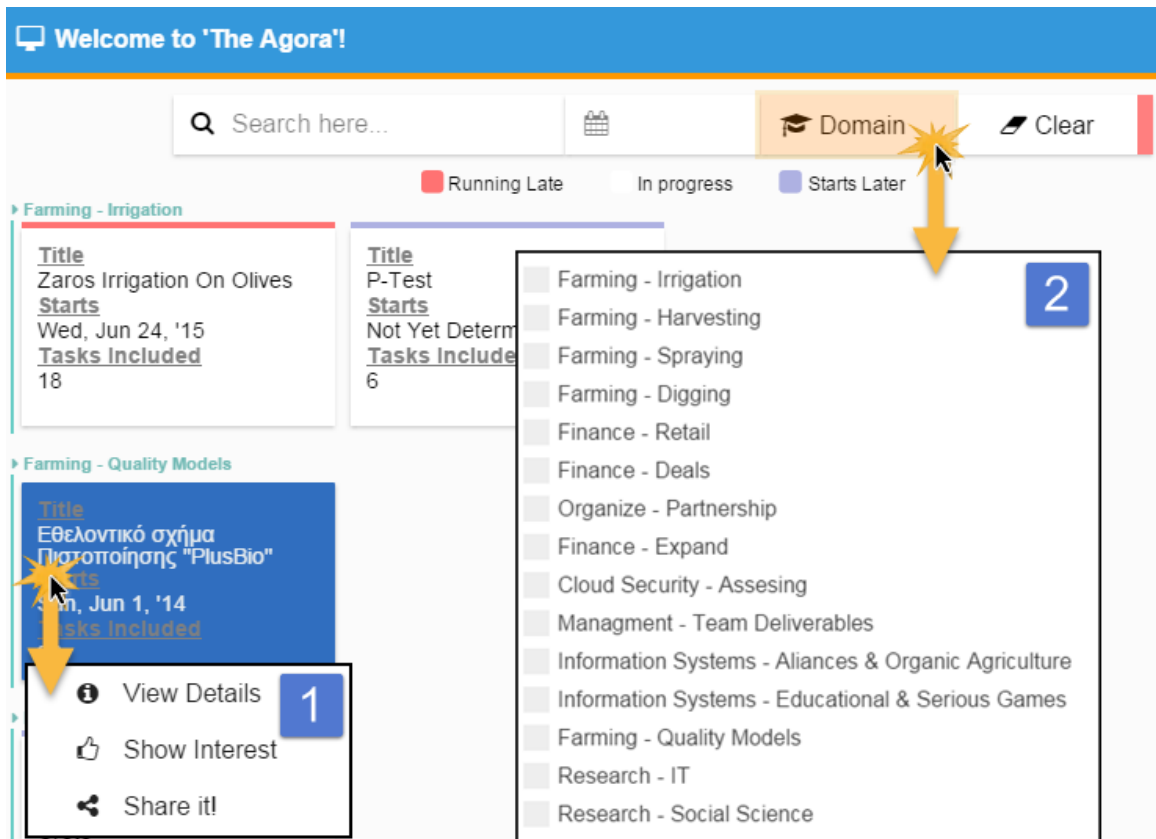 Welcome to 'The Agora'!
Search here...
Domain
Clear
Running Late
In progress
Starts Later
Farming - Irrigation
Title
Zaros Irrigation On Olives
Starts
Wed, Jun 24, '15
Tasks Included
18
Title
P-Test
Starts
Not Yet Determ
Tasks Include
6
Farming - Quality Models
Title
Εθελοντικό σχήμα
Πιστοποίησης "PlusBio"
Starts
Sun, Jun 1, '14
Tasks Included
1
View Details
Show Interest
Share it!
2
Farming - Irrigation
Farming - Harvesting
Farming - Spraying
Farming - Digging
Finance - Retail
Finance - Deals
Organize - Partnership
Finance - Expand
Cloud Security - Assesing
Managment - Team Deliverables
Information Systems - Aliances & Organic Agriculture
Information Systems - Educational & Serious Games
Farming - Quality Models
Research - IT
Research - Social Science